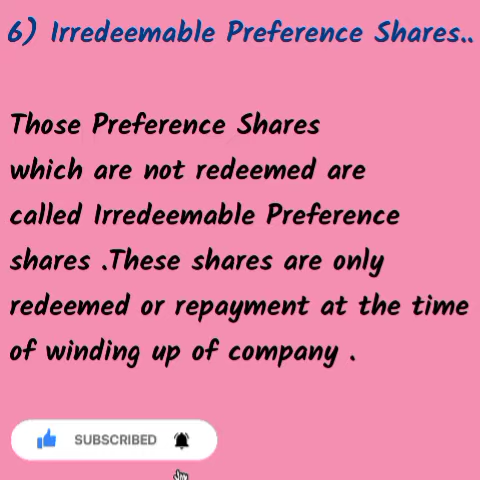 6) Irredeemable Preference Shares..
Those Preference Shares
which are not redeemed are
called Irredeemable Preference
shares .These shares are only
redeemed or repayment at the time
of winding up of company .
SUBSCRIBED